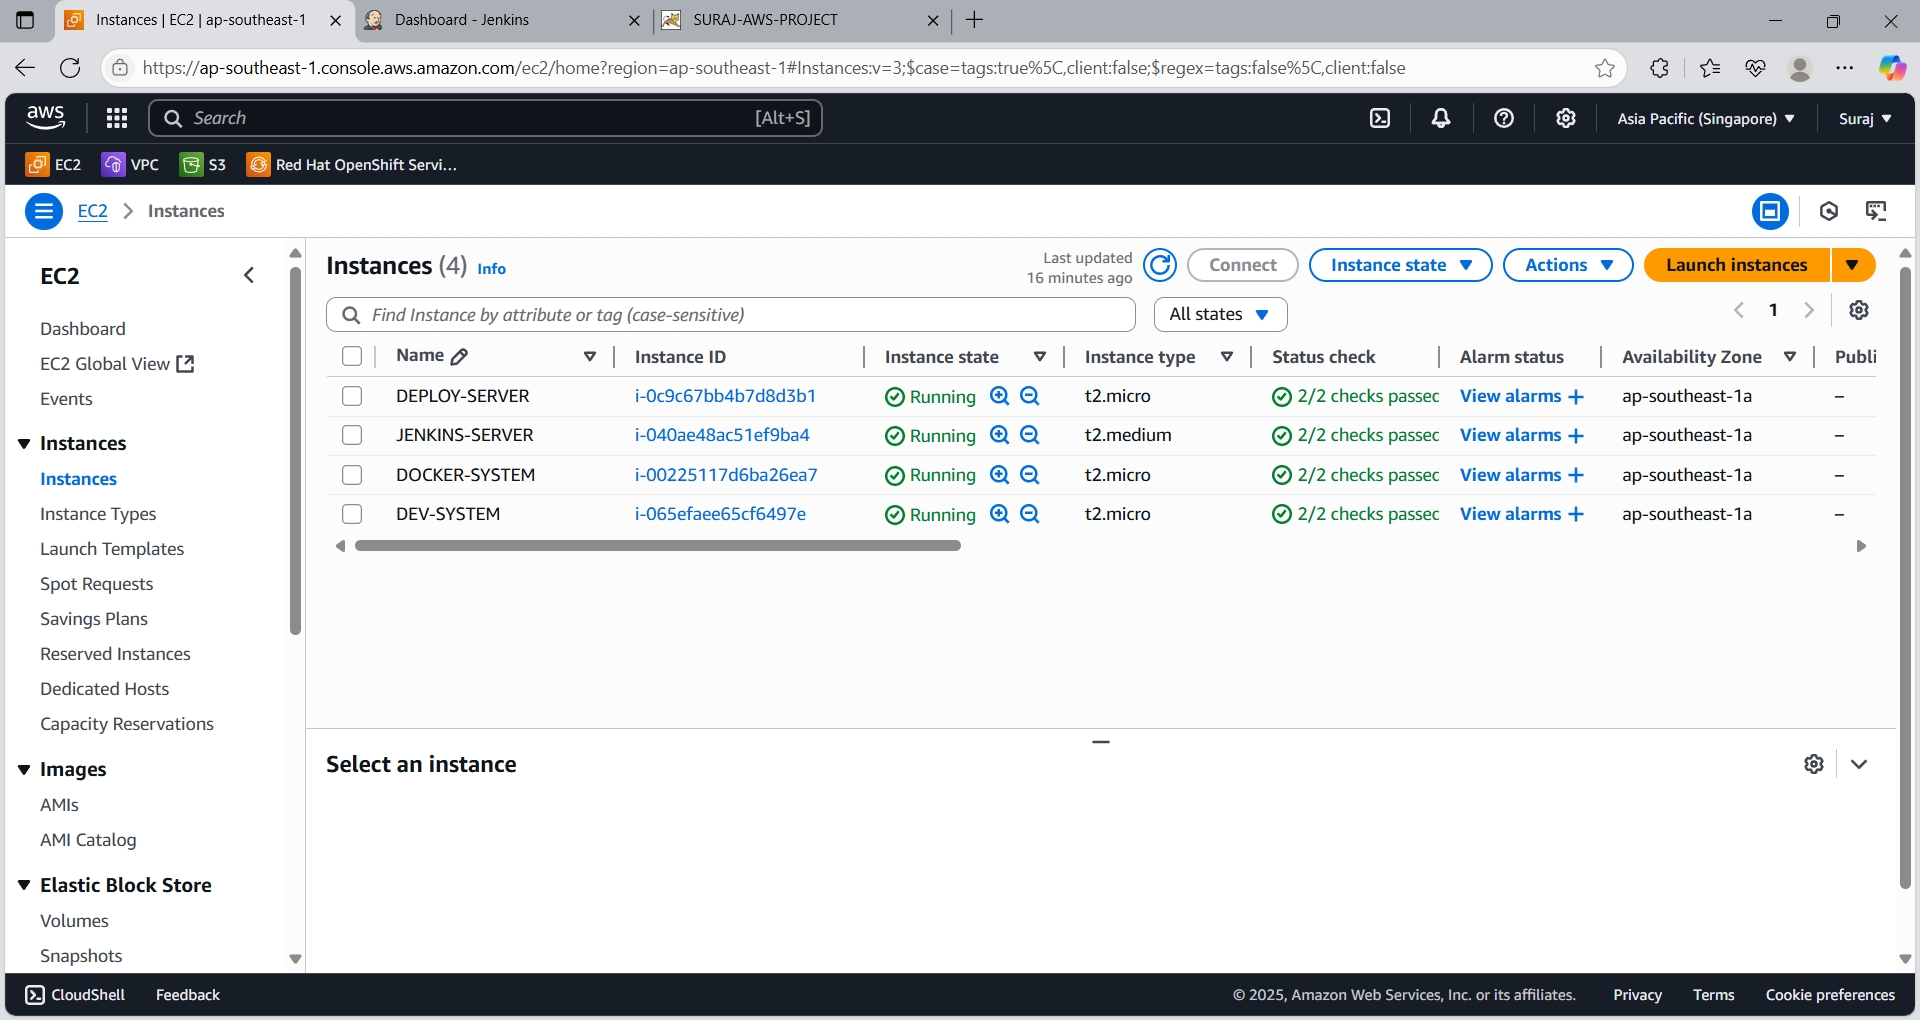 Instances | EC2 | ap-southeast-1
Dashboard - Jenkins
SURAJ-AWS-PROJECT
https://ap-southeast-1.console.aws.amazon.com/ec2/home?region=ap-southeast-1#Instances:v=3;$case=tags:true%5C,client:false;$regex=tags:false%5C,client:false
aws
Search
[Alt+S]
Asia Pacific (Singapore)
Suraj
EC2
VPC
S3
Red Hat OpenShift Servi...
EC2
Instances
EC2
Dashboard
EC2 Global View
Events
Instances
Instances
Instance Types
Launch Templates
Spot Requests
Savings Plans
Reserved Instances
Dedicated Hosts
Capacity Reservations
Images
AMIs
AMI Catalog
Elastic Block Store
Volumes
Snapshots
Instances (4) Info
Last updated
16 minutes ago
Connect
Instance state
Actions
Launch instances
Find Instance by attribute or tag (case-sensitive)
All states
1
Name Instance ID Instance state Instance type Status check Alarm status Availability Zone Publi
DEPLOY-SERVER i-0c9c67bb4b7d8d3b1 Running t2.micro 2/2 checks passec View alarms + ap-southeast-1a –
JENKINS-SERVER i-040ae48ac51ef9ba4 Running t2.medium 2/2 checks passec View alarms + ap-southeast-1a –
DOCKER-SYSTEM i-00225117d6ba26ea7 Running t2.micro 2/2 checks passec View alarms + ap-southeast-1a –
DEV-SYSTEM i-065efaee65cf6497e Running t2.micro 2/2 checks passec View alarms + ap-southeast-1a –
Select an instance
CloudShell
Feedback
© 2025, Amazon Web Services, Inc. or its affiliates.
Privacy
Terms
Cookie preferences